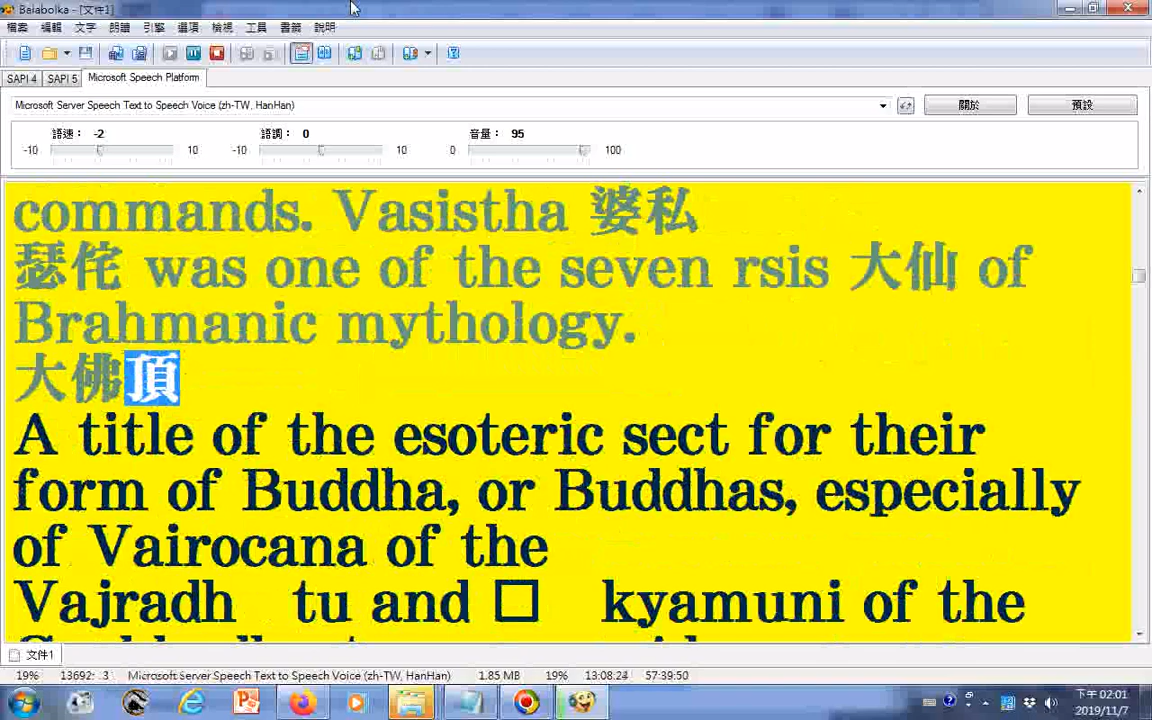 Balabolka - [文件1]
檔案 編輯 文字 朗讀 引擎 選項 檢視 工具 書籤 說明
SAPI 4 SAPI 5 Microsoft Speech Platform
Microsoft Server Speech Text to Speech Voice (zh-TW, HanHan) 關於 預設
語速： -2 語調： 0 音量： 95
-10 10 -10 10 0 100
commands. Vasistha 婆私
瑟侘 was one of the seven rsis 大仙 of
Brahmanic mythology.
大佛頂
A title of the esoteric sect for their
form of Buddha, or Buddhas, especially
of Vairocana of the
Vajradh tu and □ kyamuni of the
文件1
19% 13692: 3 Microsoft Server Speech Text to Speech Voice (zh-TW, HanHan) 1.85 MB 19% 13:08:24 57:39:50
下午 02:01
2019/11/7